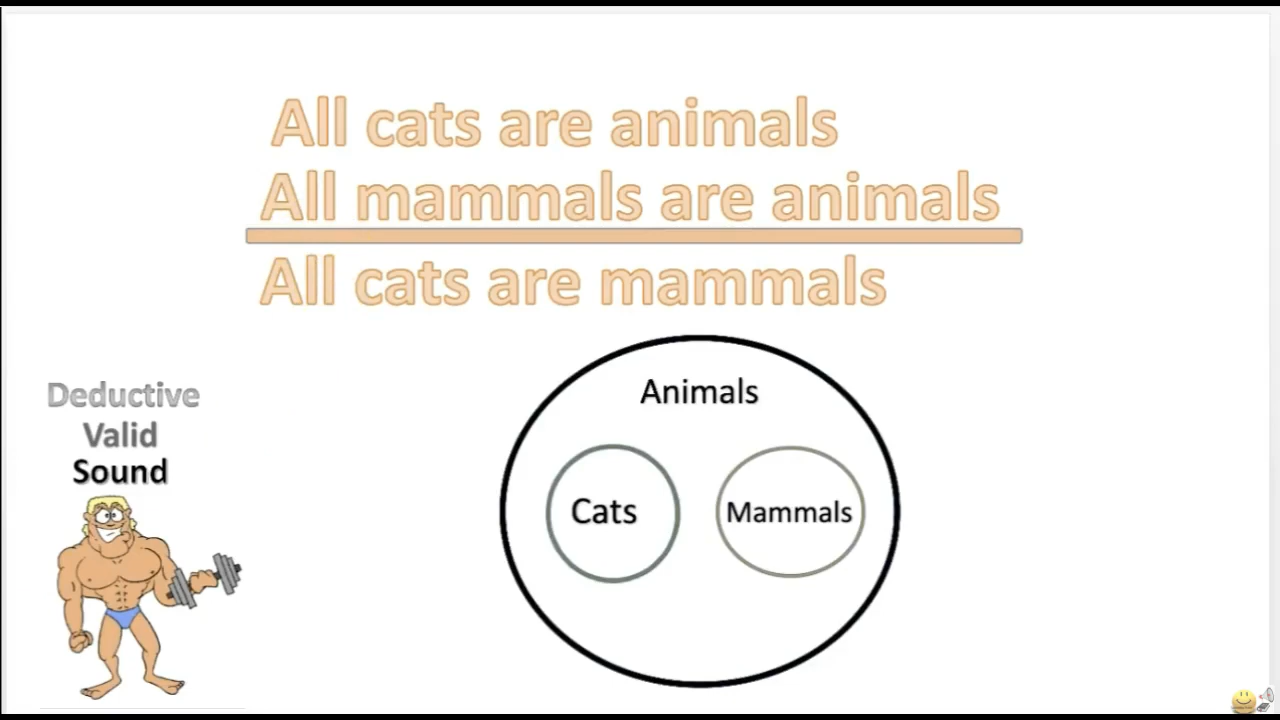 All cats are animals
All mammals are animals
All cats are mammals
Deductive
Valid
Sound
Animals
Cats
Mammals